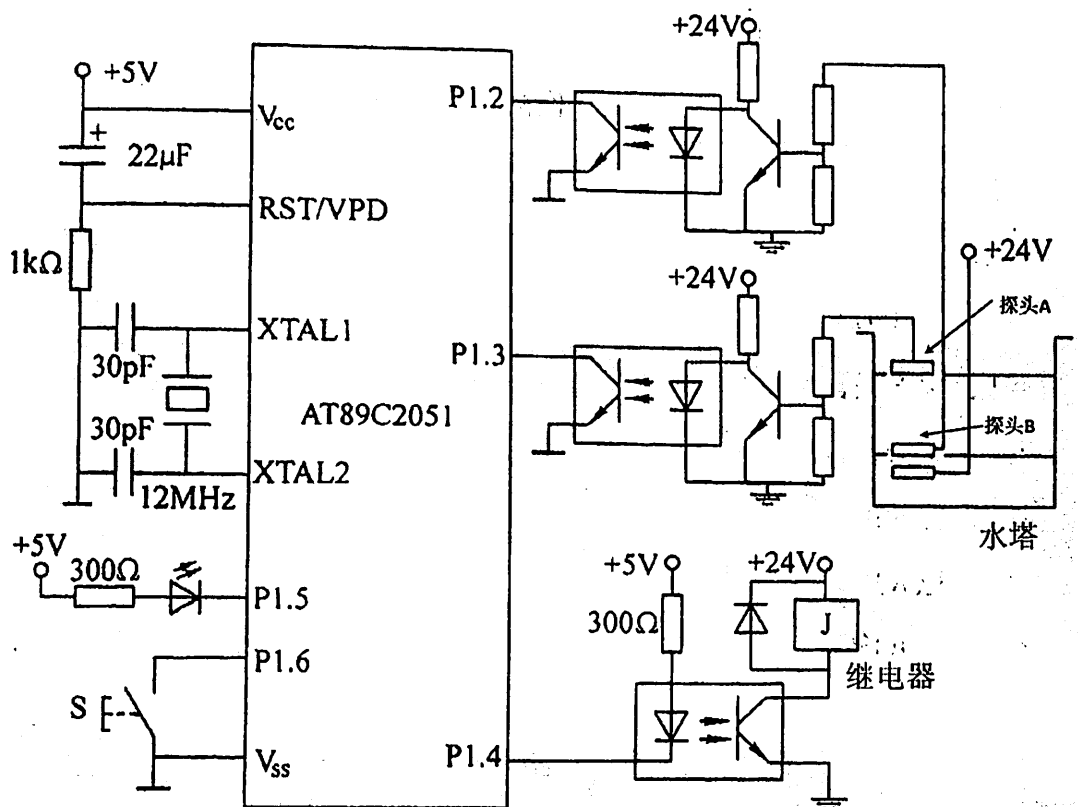 +5V
22μF
1kΩ
30pF
30pF
12MHz
+5V
300Ω
S
Vcc
RST/VPD
XTAL1
AT89C2051
XTAL2
P1.5
P1.6
Vss
P1.2
P1.3
P1.4
+24V
+24V
+24V
探头A
探头B
水塔
+5V
300Ω
+24V
J
继电器